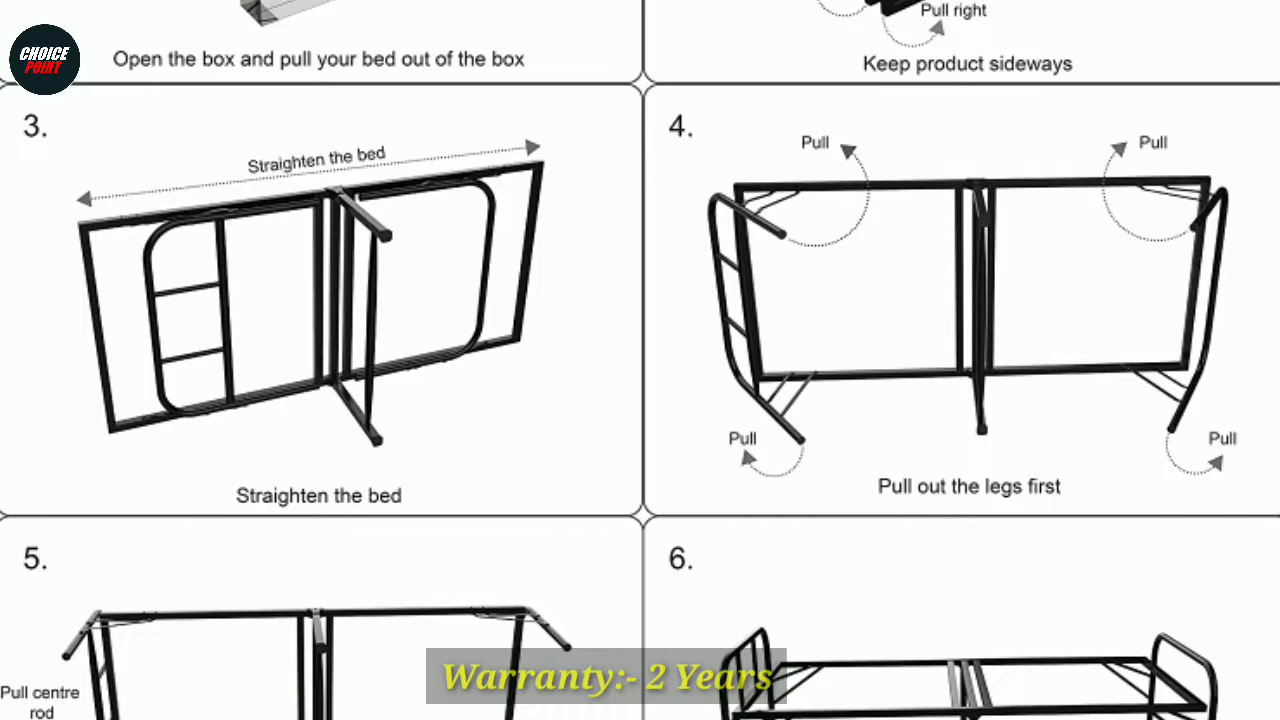 CHOICE
POINT
Open the box and pull your bed out of the box
Pull right
Keep product sideways
3.
Straighten the bed
Straighten the bed
4.
Pull
Pull
Pull
Pull
Pull out the legs first
5.
Pull centre
rod
6.
Warranty:- 2 Years